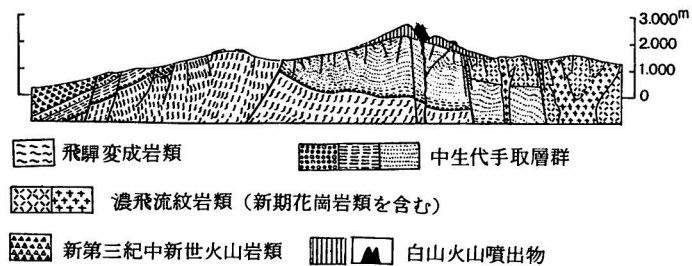 3.000m
2.000
1.000
0
飛騨変成岩類
中生代手取層群
濃飛流紋岩類（新期花崗岩類を含む）
新第三紀中新世火山岩類
白山火山噴出物